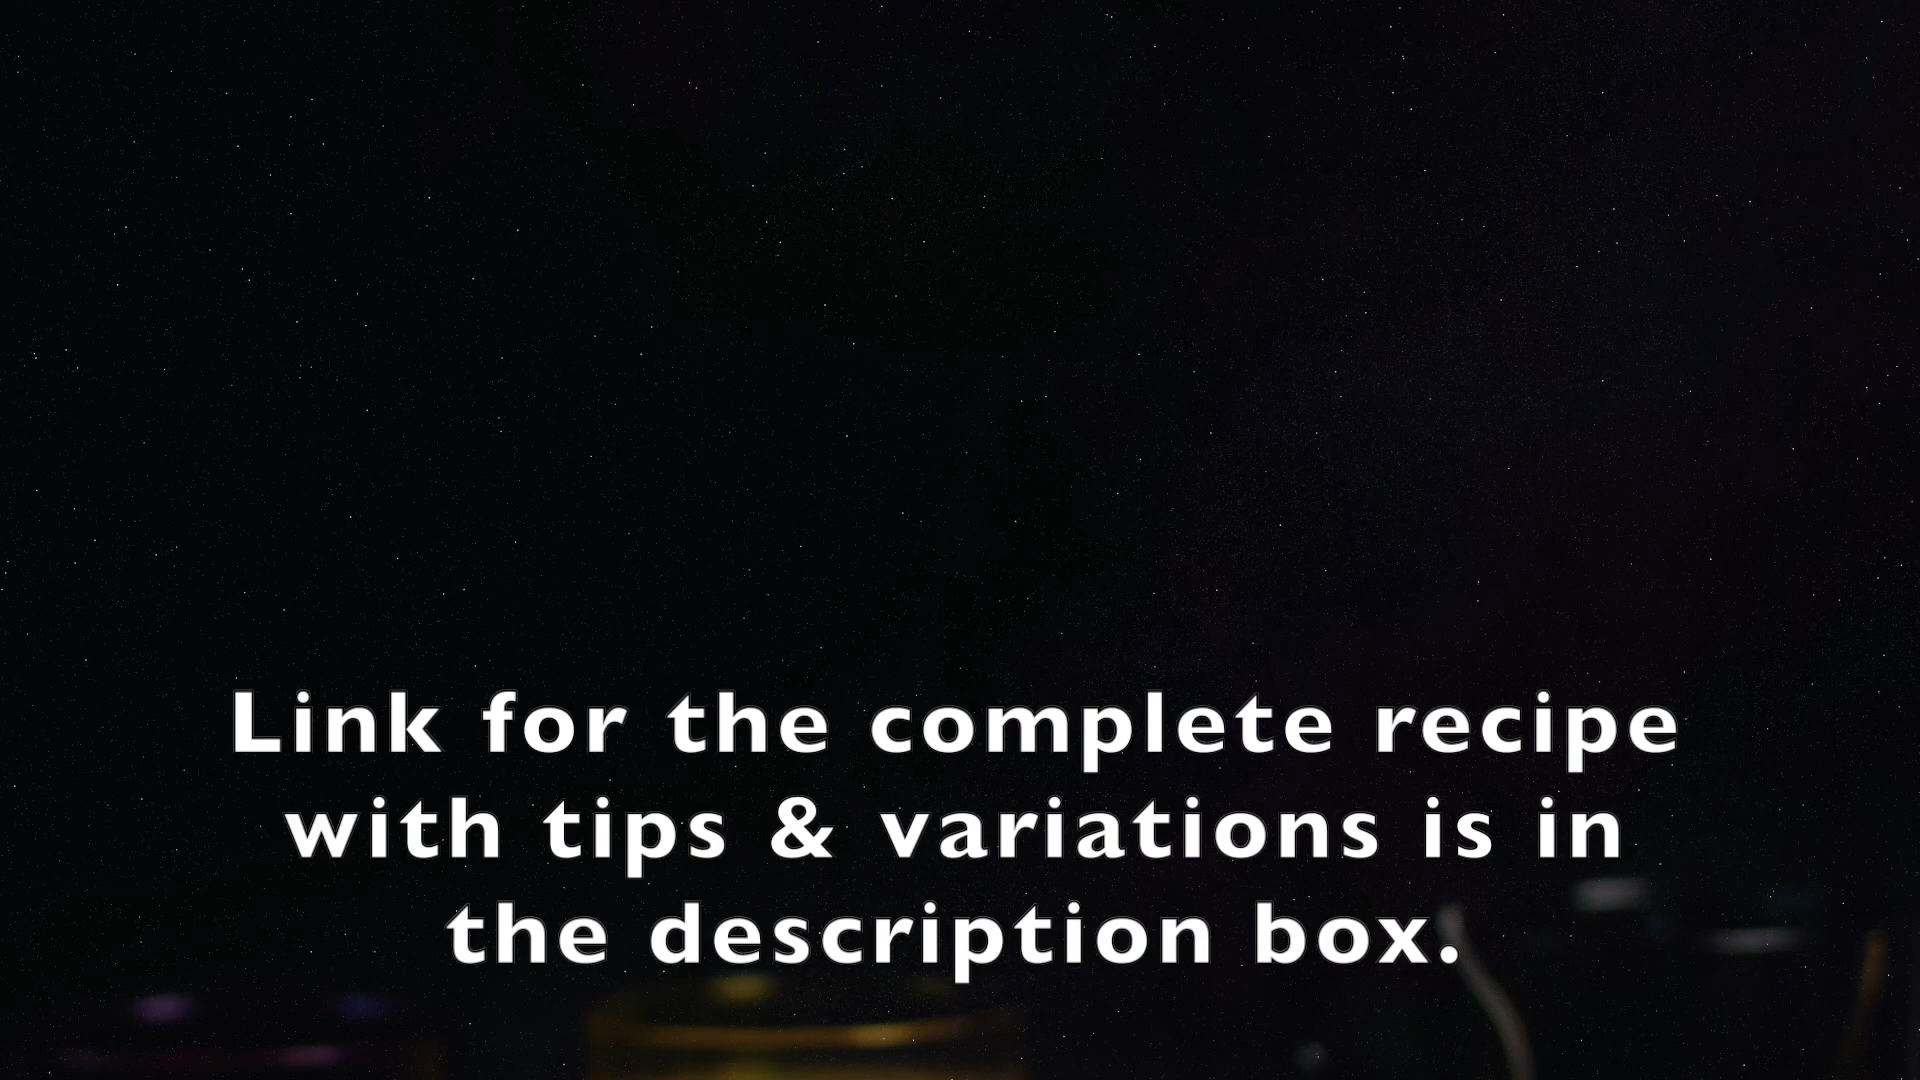 Link for the complete recipe
with tips & variations is in
the description box.